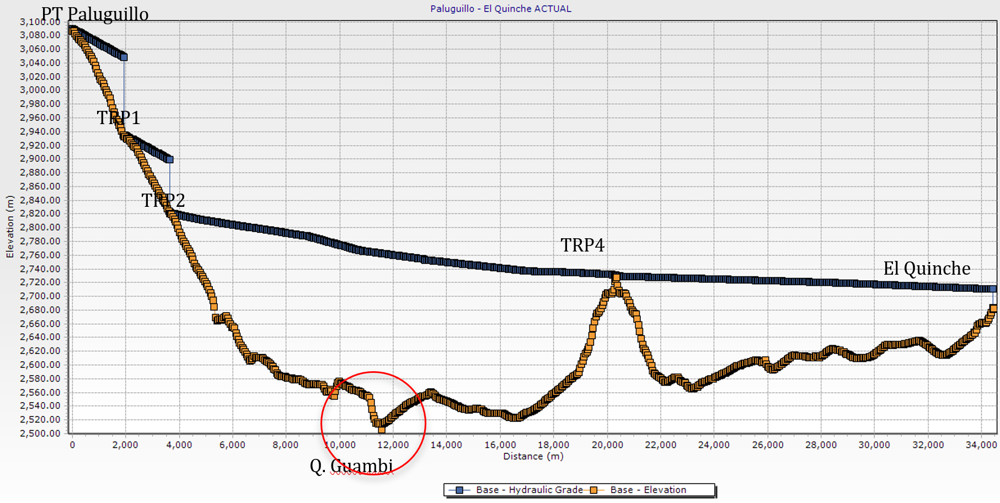 Paluguillo - El Quinche ACTUAL
PT Paluguillo
3,100.00
3,080.00
3,060.00
3,040.00
3,020.00
3,000.00
2,980.00
2,960.00
2,940.00
2,920.00
2,900.00
2,880.00
2,860.00
2,840.00
2,820.00
2,800.00
2,780.00
2,760.00
2,740.00
2,720.00
2,700.00
2,680.00
2,660.00
2,640.00
2,620.00
2,600.00
2,580.00
2,560.00
2,540.00
2,520.00
2,500.00
Elevation (m)
TRP1
TRP2
TRP4
El Quinche
0 2,000 4,000 6,000 8,000 10,000 12,000 14,000 16,000 18,000 20,000 22,000 24,000 26,000 28,000 30,000 32,000 34,000
Distance (m)
Q. Guambi
Base - Hydraulic Grade Base - Elevation